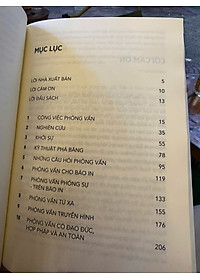 MỤC LỤC
LỜI NHÀ XUẤT BẢN 5
LỜI CẢM ƠN 10
LỜI ĐẦU SÁCH 13
1 CÔNG VIỆC PHỎNG VẤN 15
2 NGHIÊN CỨU 33
3 KHỞI SỰ 55
4 KỸ THUẬT PHÁ BĂNG 78
5 NHỮNG CÂU HỎI PHỎNG VẤN 95
6 PHỎNG VẤN CHO BÁO IN 119
7 PHỎNG VẤN PHÓNG SỰ
- TRÊN BÁO IN 133
8 PHỎNG VẤN TỪ XA 155
9 PHỎNG VẤN TRUYỀN HÌNH 176
10 PHỎNG VẤN CÓ ĐẠO ĐỨC,
HỢP PHÁP VÀ AN TOÀN 206